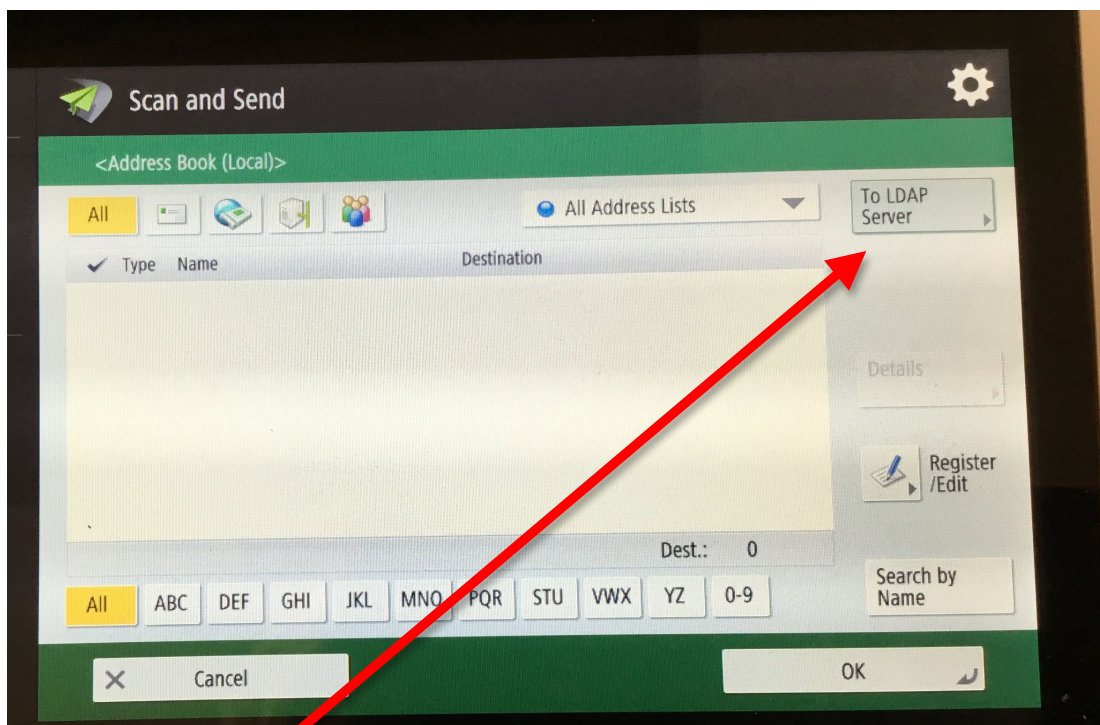 Scan and Send
<Address Book (Local)>
All
All Address Lists
To LDAP
Server
Type Name Destination
Details
Register
/Edit
Dest.: 0
All ABC DEF GHI JKL MNO PQR STU VWX YZ 0-9
Search by
Name
Cancel
OK